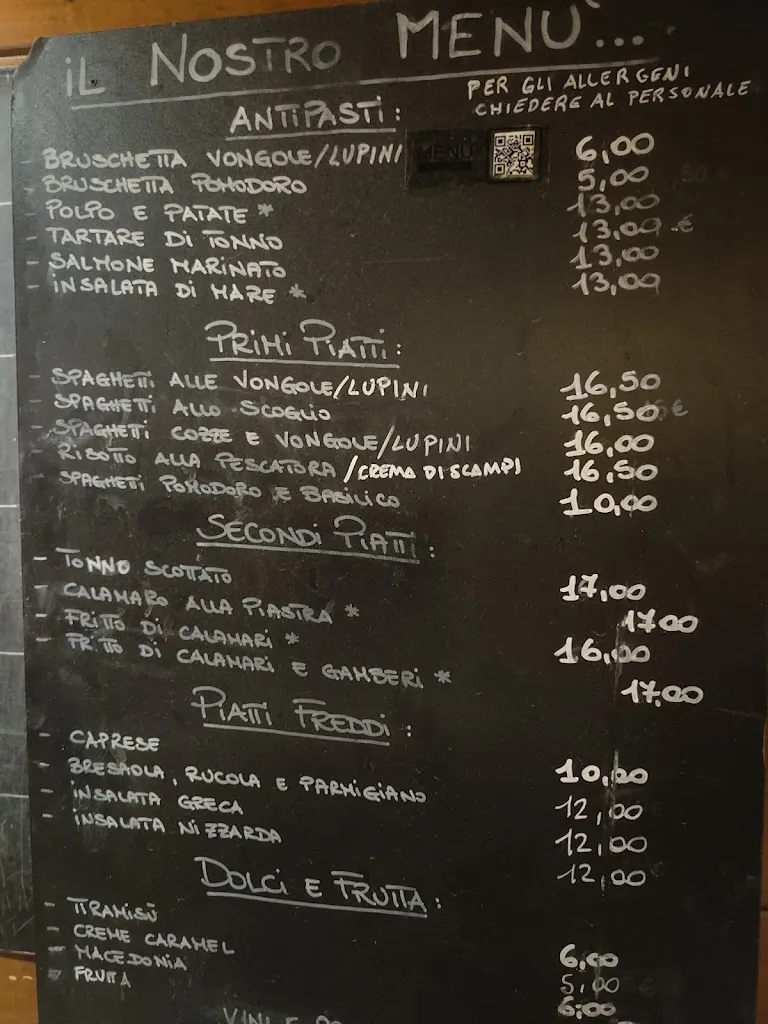 iL NOSTRO MENU'...
PER GLI ALLERGENI
CHIEDERE AL PERSONALE
ANTIPASTI:
MENU
- BRUSCHETTA VONGOLE/LUPINI 6,00
- BRUSCHETTA POMODORO 5,00
- POLPO E PATATE * 13,00
- TARTARE DI TONNO 13,00 €
- SALMONE MARINATO 13,00
- INSALATA DI MARE * 13,00
PRIMI PIATTI:
- SPAGHETTI ALLE VONGOLE/LUPINI 16,50
- SPAGHETTI ALLO SCOGLIO 16,50 €
- SPAGHETTI COZZE E VONGOLE/LUPINI 16,00
- RISOTTO ALLA PESCATORA/CREMA DI SCAMPI 16,50
- SPAGHETI POMODORO E BASILICO 10,00
SECONDI PIATTI:
- TONNO SCOTTATO 17,00
- CALAMARO ALLA PIASTRA * 17.00
- FRITTO DI CALAMARI * 16,00
- FRITTO DI CALAMARI E GAMBERI * 17.00
PIATTI FREDDI:
- CAPRESE 10,00
- BRESAOLA, RUCOLA E PARMIGIANO 12,00
- INSALATA GRECA 12,00
- INSALATA NIZZARDA 12,00
DOLCI E FRUTTA:
- TIRAMISÙ 6,00
- CREME CARAMEL 5,00
- MACEDONIA 6,00
- FRUTTA
VINI E